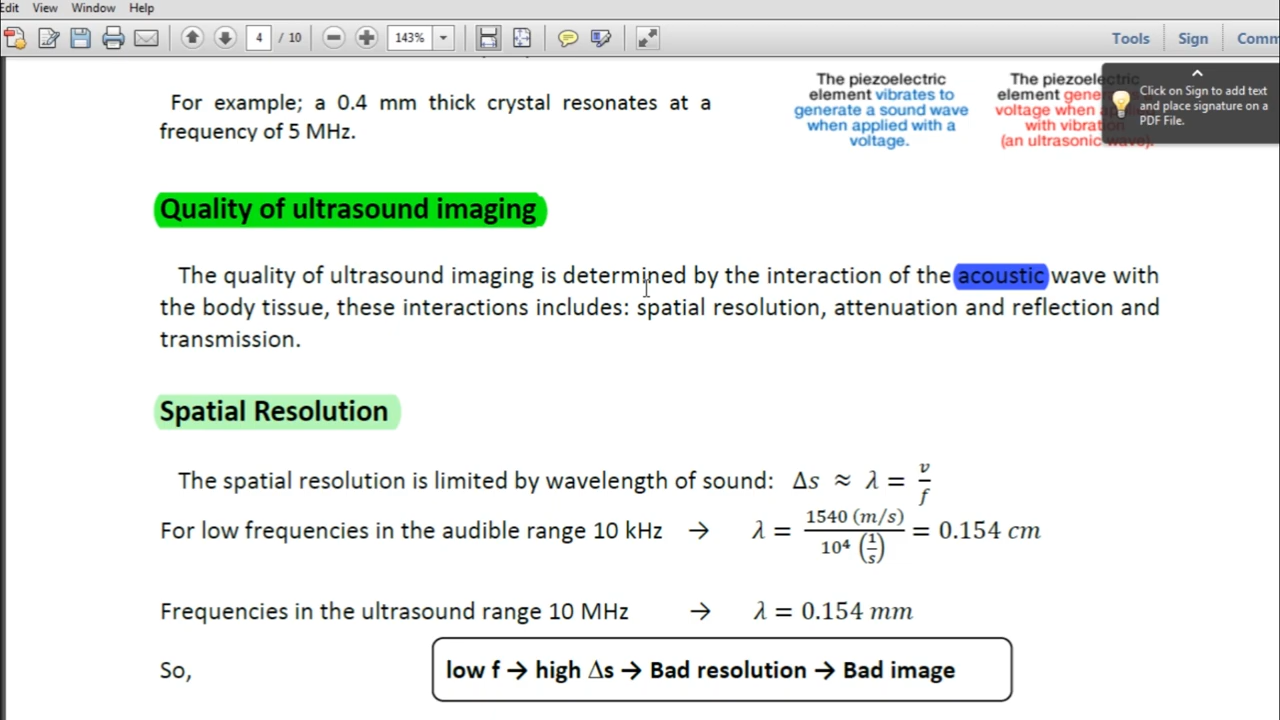 Edit View Window Help
4 / 10 143% Tools Sign Comm
For example; a 0.4 mm thick crystal resonates at a
frequency of 5 MHz.
The piezoelectric
element vibrates to
generate a sound wave
when applied with a
voltage.
The piezoelectric
element gene
voltage when ap
with vibrati
(an ultrasonic wave).
Click on Sign to add text
and place signature on a
PDF File.
Quality of ultrasound imaging
The quality of ultrasound imaging is determined by the interaction of the acoustic wave with
the body tissue, these interactions includes: spatial resolution, attenuation and reflection and
transmission.
Spatial Resolution
The spatial resolution is limited by wavelength of sound: Δs ≈ λ = v/f
For low frequencies in the audible range 10 kHz → λ = 1540 (m/s) / 10⁴ (1/s) = 0.154 cm
Frequencies in the ultrasound range 10 MHz → λ = 0.154 mm
So,
low f → high Δs → Bad resolution → Bad image